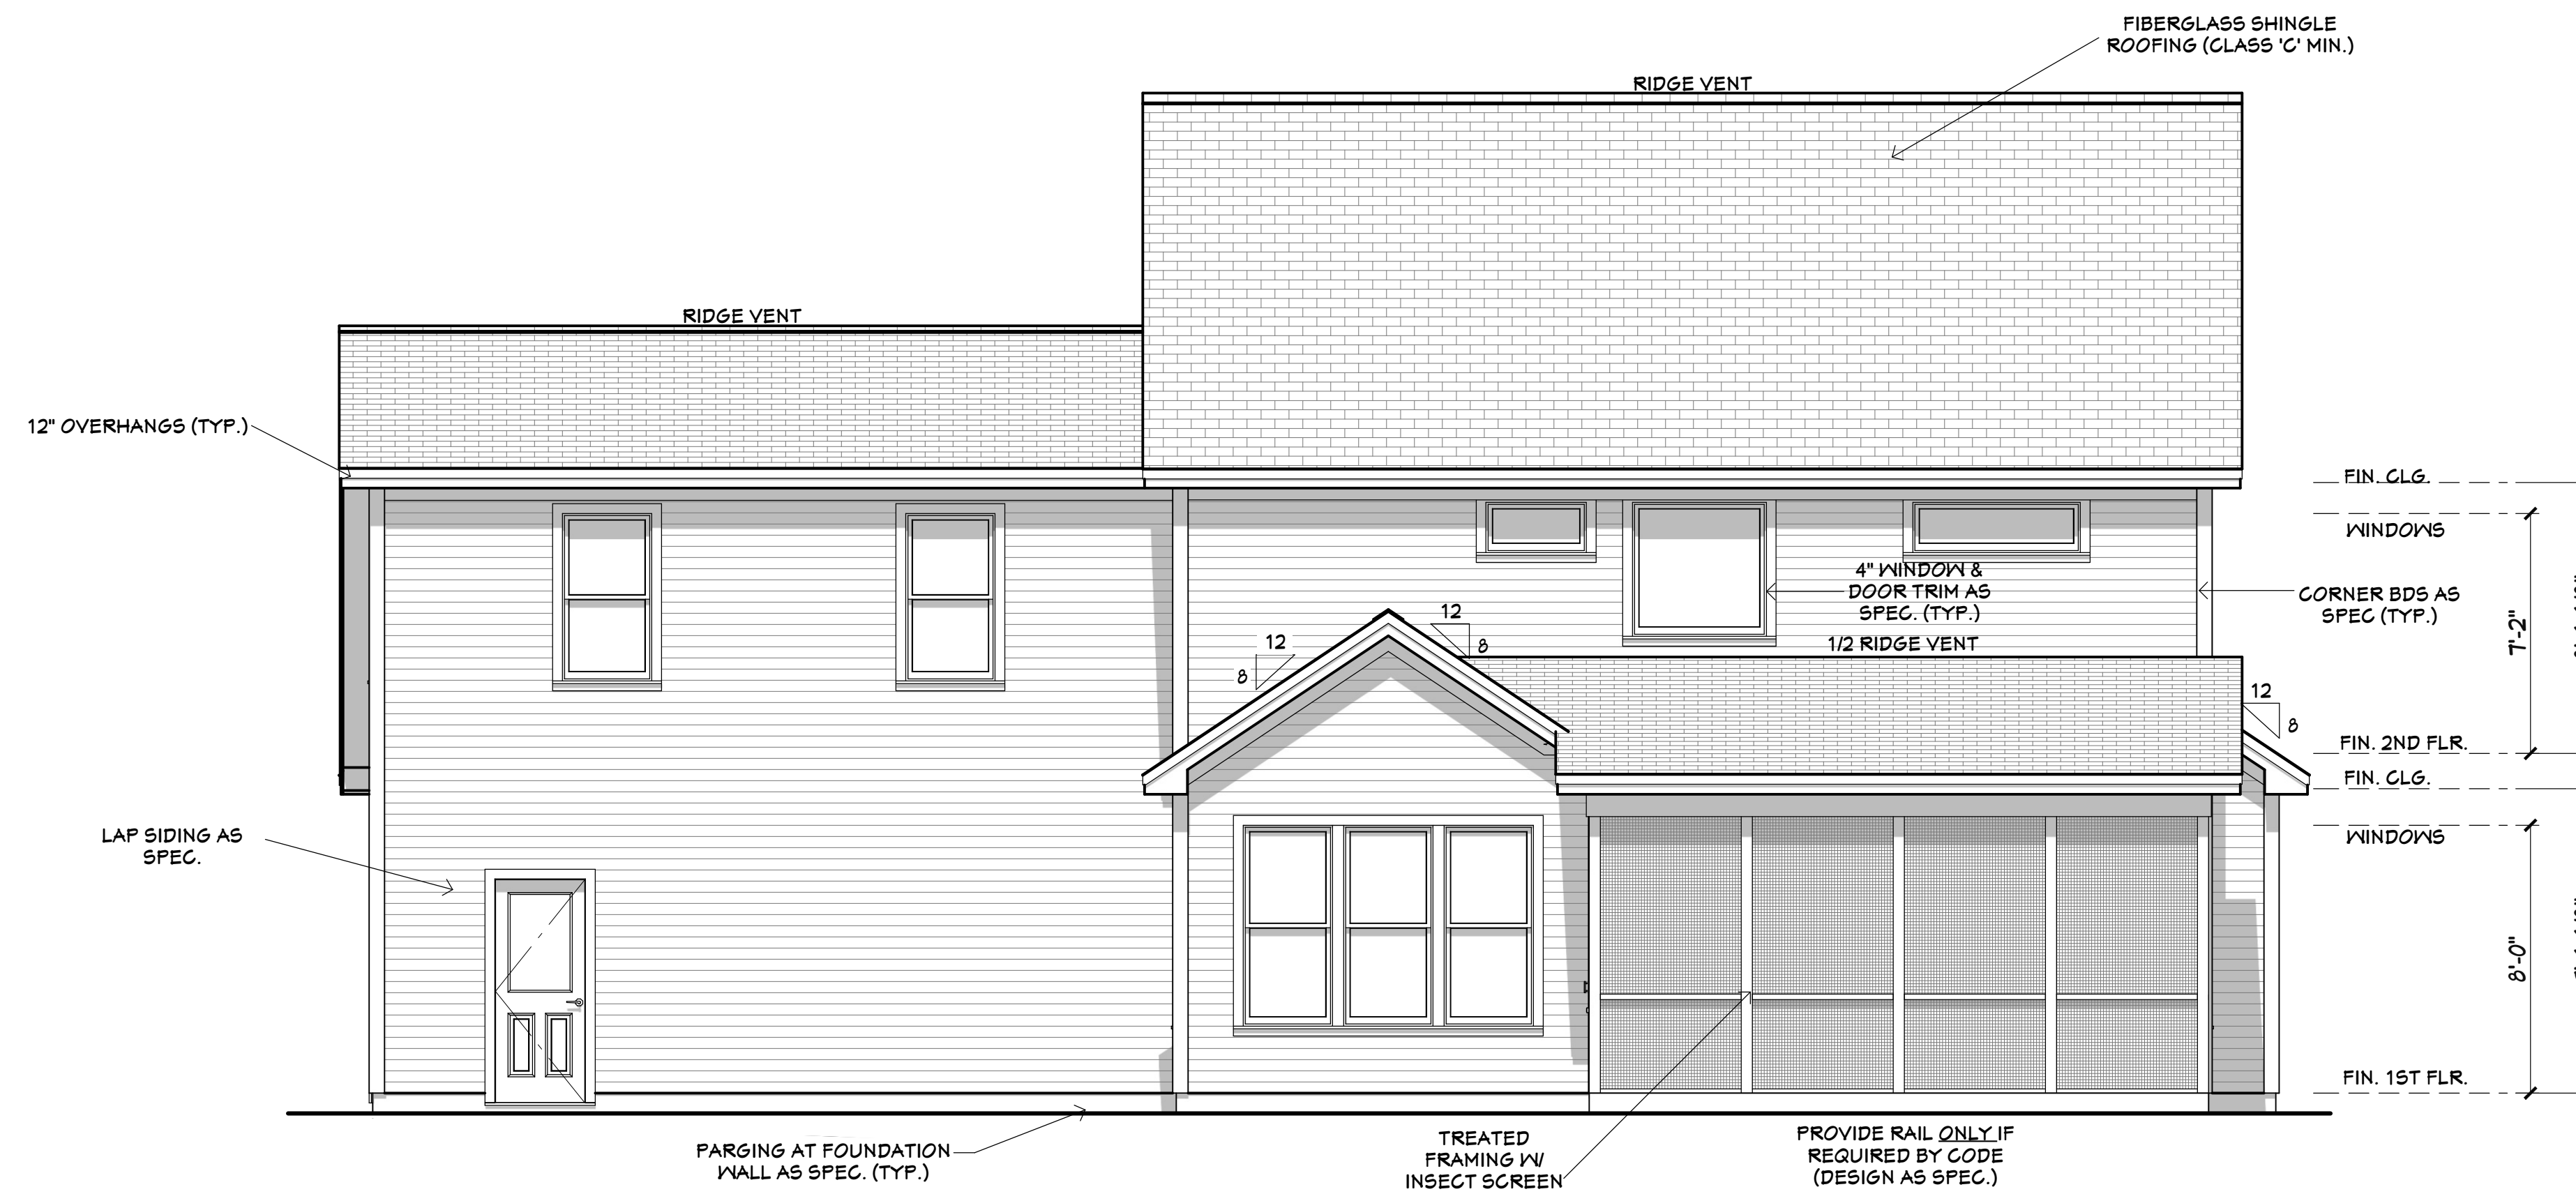 FIBERGLASS SHINGLE
ROOFING (CLASS 'C' MIN.)
RIDGE VENT
RIDGE VENT
12" OVERHANGS (TYP.)
FIN. CLG.
WINDOWS
4" WINDOW &
DOOR TRIM AS
SPEC. (TYP.)
CORNER BDS AS
SPEC (TYP.)
7'-2"
12
8
12
8
1/2 RIDGE VENT
12
8
FIN. 2ND FLR.
FIN. CLG.
WINDOWS
LAP SIDING AS
SPEC.
8'-0"
FIN. 1ST FLR.
PARGING AT FOUNDATION
WALL AS SPEC. (TYP.)
TREATED
FRAMING W/
INSECT SCREEN
PROVIDE RAIL ONLY IF
REQUIRED BY CODE
(DESIGN AS SPEC.)